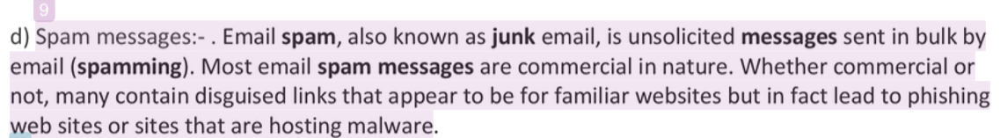 9
d) Spam messages:- . Email spam, also known as junk email, is unsolicited messages sent in bulk by
email (spamming). Most email spam messages are commercial in nature. Whether commercial or
not, many contain disguised links that appear to be for familiar websites but in fact lead to phishing
web sites or sites that are hosting malware.